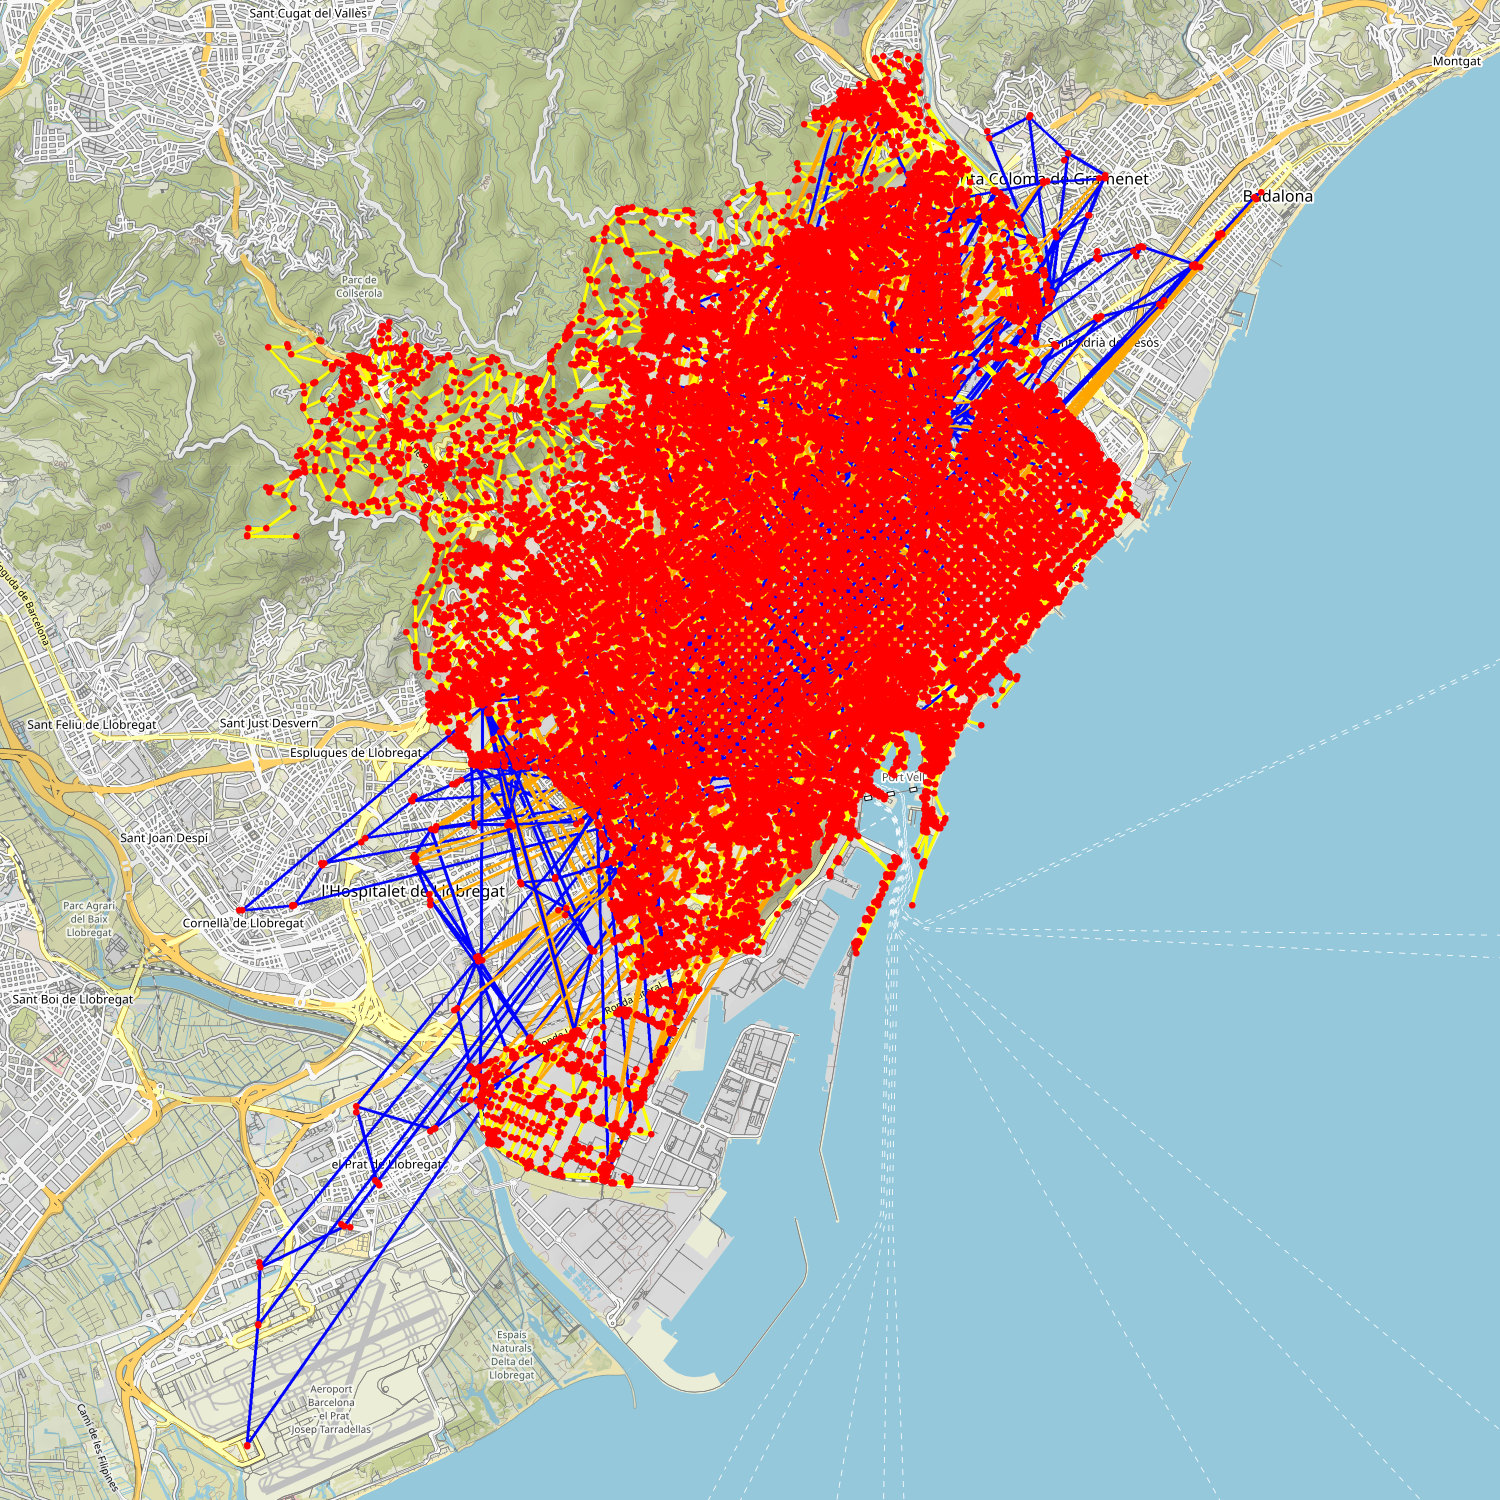 Sant Cugat del Vallès
Montgat
ta Coloma de Gramenet
Badalona
Parc de
Collserola
Sant Adrià de Besòs
Sant Feliu de Llobregat
Sant Just Desvern
Esplugues de Llobregat
Port Vell
Sant Joan Despí
l'Hospitalet de Llobregat
Parc Agrari
del Baix
Llobregat
Cornellà de Llobregat
Sant Boi de Llobregat
Ronda Litoral
el Prat de Llobregat
Espais
Naturals
Delta del
Llobregat
Aeroport
Barcelona
- el Prat
Josep Tarradellas
Camí de les Filipines
200
200
200